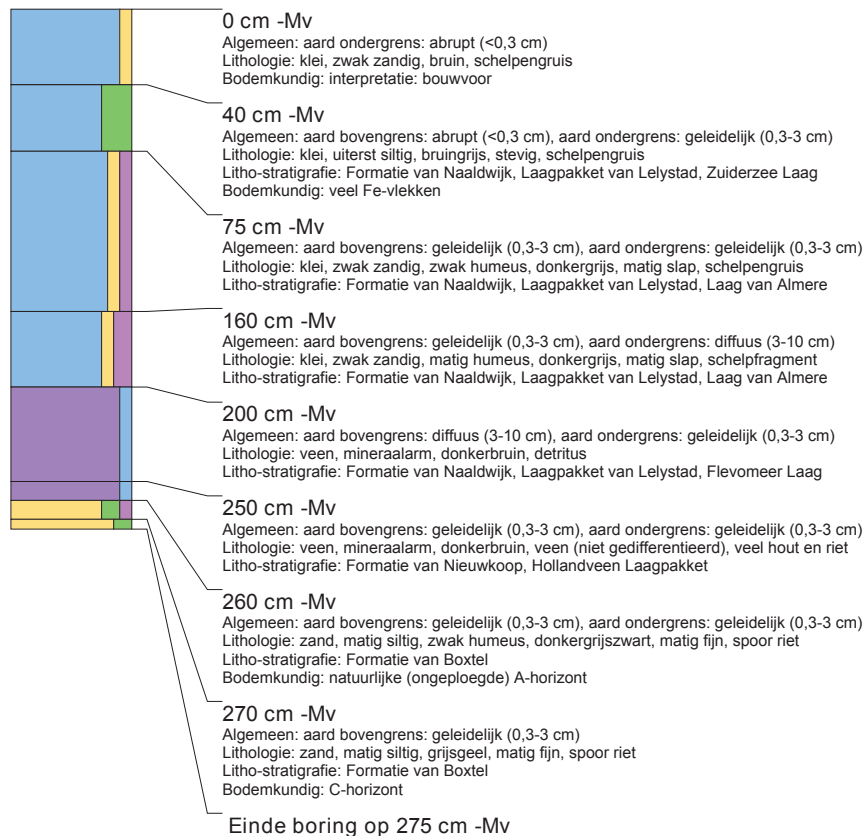 0 cm -Mv
Algemeen: aard ondergrens: abrupt (<0,3 cm)
Lithologie: klei, zwak zandig, bruin, schelpengruis
Bodemkundig: interpretatie: bouwvoor
40 cm -Mv
Algemeen: aard bovengrens: abrupt (<0,3 cm), aard ondergrens: geleidelijk (0,3-3 cm)
Lithologie: klei, uiterst siltig, bruingrijs, stevig, schelpengruis
Litho-stratigrafie: Formatie van Naaldwijk, Laagpakket van Lelystad, Zuiderzee Laag
Bodemkundig: veel Fe-vlekken
75 cm -Mv
Algemeen: aard bovengrens: geleidelijk (0,3-3 cm), aard ondergrens: geleidelijk (0,3-3 cm)
Lithologie: klei, zwak zandig, zwak humeus, donkergrijs, matig slap, schelpengruis
Litho-stratigrafie: Formatie van Naaldwijk, Laagpakket van Lelystad, Laag van Almere
160 cm -Mv
Algemeen: aard bovengrens: geleidelijk (0,3-3 cm), aard ondergrens: diffuus (3-10 cm)
Lithologie: klei, zwak zandig, matig humeus, donkergrijs, matig slap, schelpfragment
Litho-stratigrafie: Formatie van Naaldwijk, Laagpakket van Lelystad, Laag van Almere
200 cm -Mv
Algemeen: aard bovengrens: diffuus (3-10 cm), aard ondergrens: geleidelijk (0,3-3 cm)
Lithologie: veen, mineraalarm, donkerbruin, detritus
Litho-stratigrafie: Formatie van Naaldwijk, Laagpakket van Lelystad, Flevomeer Laag
250 cm -Mv
Algemeen: aard bovengrens: geleidelijk (0,3-3 cm), aard ondergrens: geleidelijk (0,3-3 cm)
Lithologie: veen, mineraalarm, donkerbruin, veen (niet gedifferentieerd), veel hout en riet
Litho-stratigrafie: Formatie van Nieuwkoop, Hollandveen Laagpakket
260 cm -Mv
Algemeen: aard bovengrens: geleidelijk (0,3-3 cm), aard ondergrens: geleidelijk (0,3-3 cm)
Lithologie: zand, matig siltig, zwak humeus, donkergrijszwart, matig fijn, spoor riet
Litho-stratigrafie: Formatie van Boxtel
Bodemkundig: natuurlijke (ongeploegde) A-horizont
270 cm -Mv
Algemeen: aard bovengrens: geleidelijk (0,3-3 cm)
Lithologie: zand, matig siltig, grijsgeel, matig fijn, spoor riet
Litho-stratigrafie: Formatie van Boxtel
Bodemkundig: C-horizont
Einde boring op 275 cm -Mv